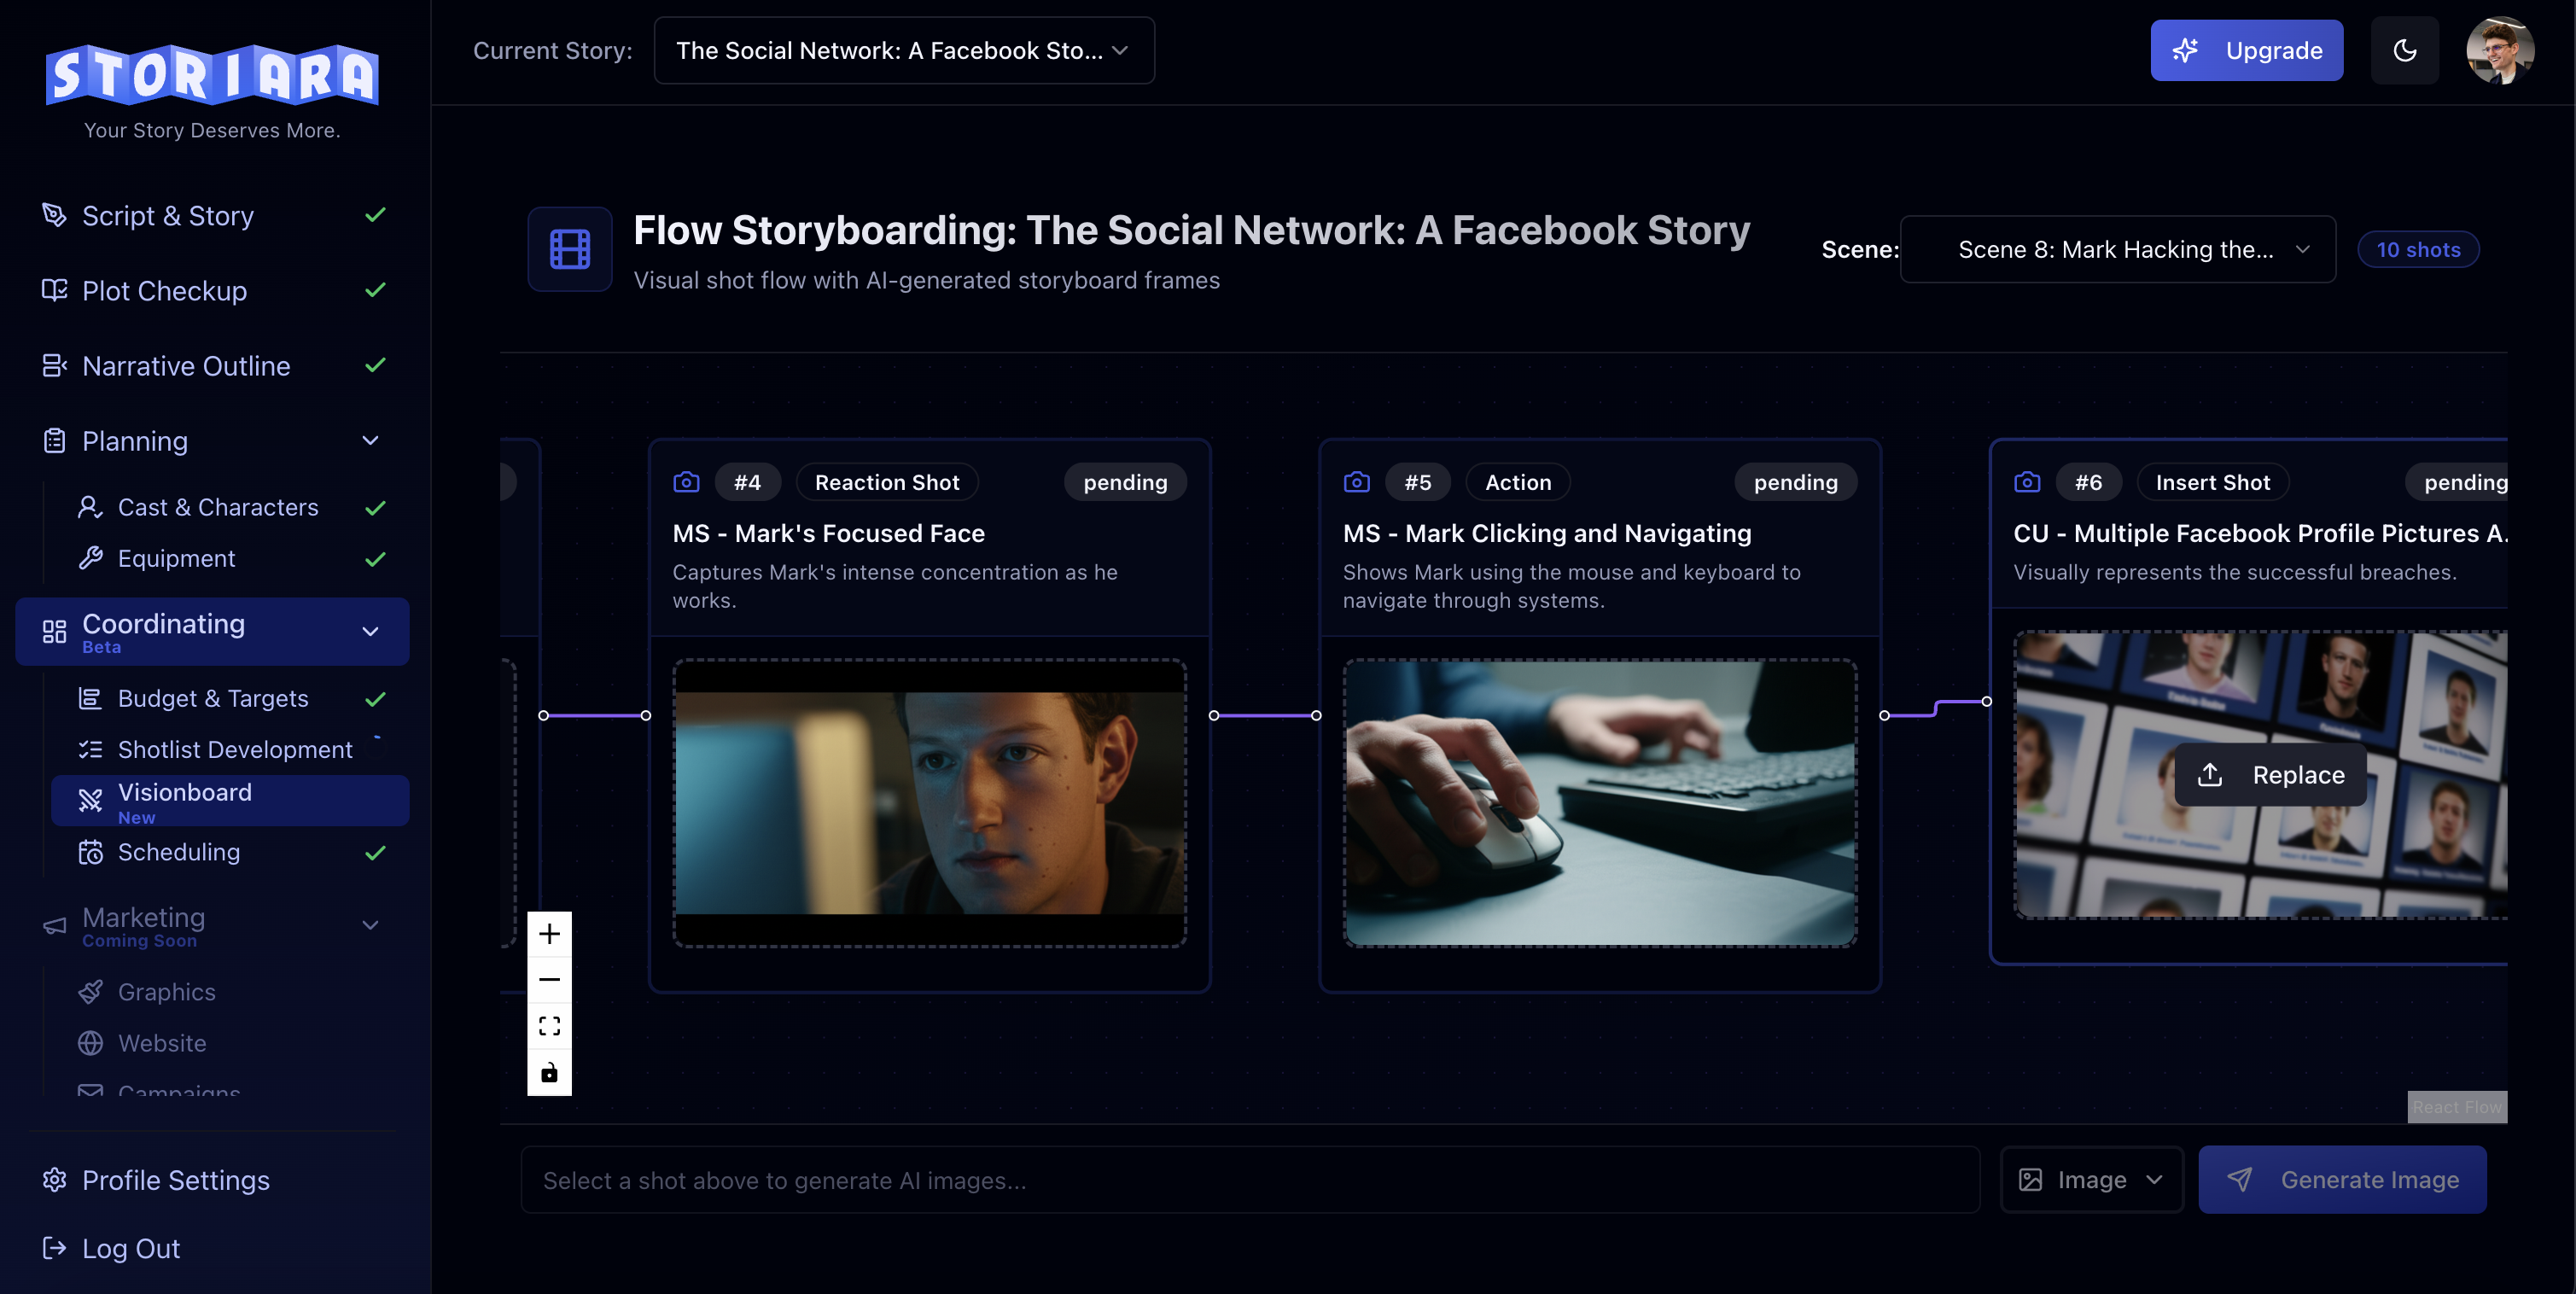 STORIARA
Your Story Deserves More.
Script & Story
Plot Checkup
Narrative Outline
Planning
Cast & Characters
Equipment
Coordinating
Beta
Budget & Targets
Shotlist Development
Visionboard
New
Scheduling
Marketing
Coming Soon
Graphics
Website
Campaigns
Profile Settings
Log Out
Current Story:
The Social Network: A Facebook Sto...
Upgrade
Flow Storyboarding: The Social Network: A Facebook Story
Visual shot flow with AI-generated storyboard frames
Scene:
Scene 8: Mark Hacking the...
10 shots
#4
Reaction Shot
pending
MS - Mark's Focused Face
Captures Mark's intense concentration as he
works.
#5
Action
pending
MS - Mark Clicking and Navigating
Shows Mark using the mouse and keyboard to
navigate through systems.
#6
Insert Shot
pending
CU - Multiple Facebook Profile Pictures A.
Visually represents the successful breaches.
Replace
React Flow
Select a shot above to generate AI images...
Image
Generate Image